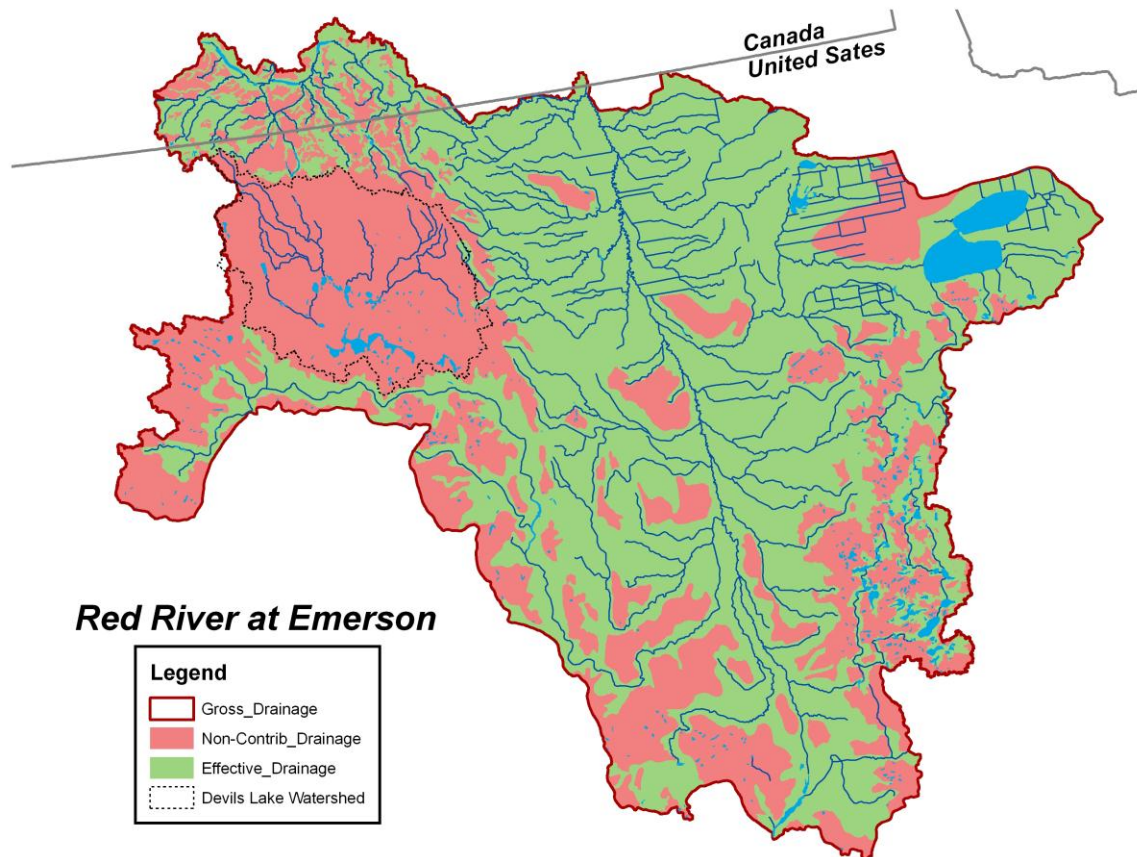 Canada
United Sates
Red River at Emerson
Legend
Gross_Drainage
Non-Contrib_Drainage
Effective_Drainage
Devils Lake Watershed